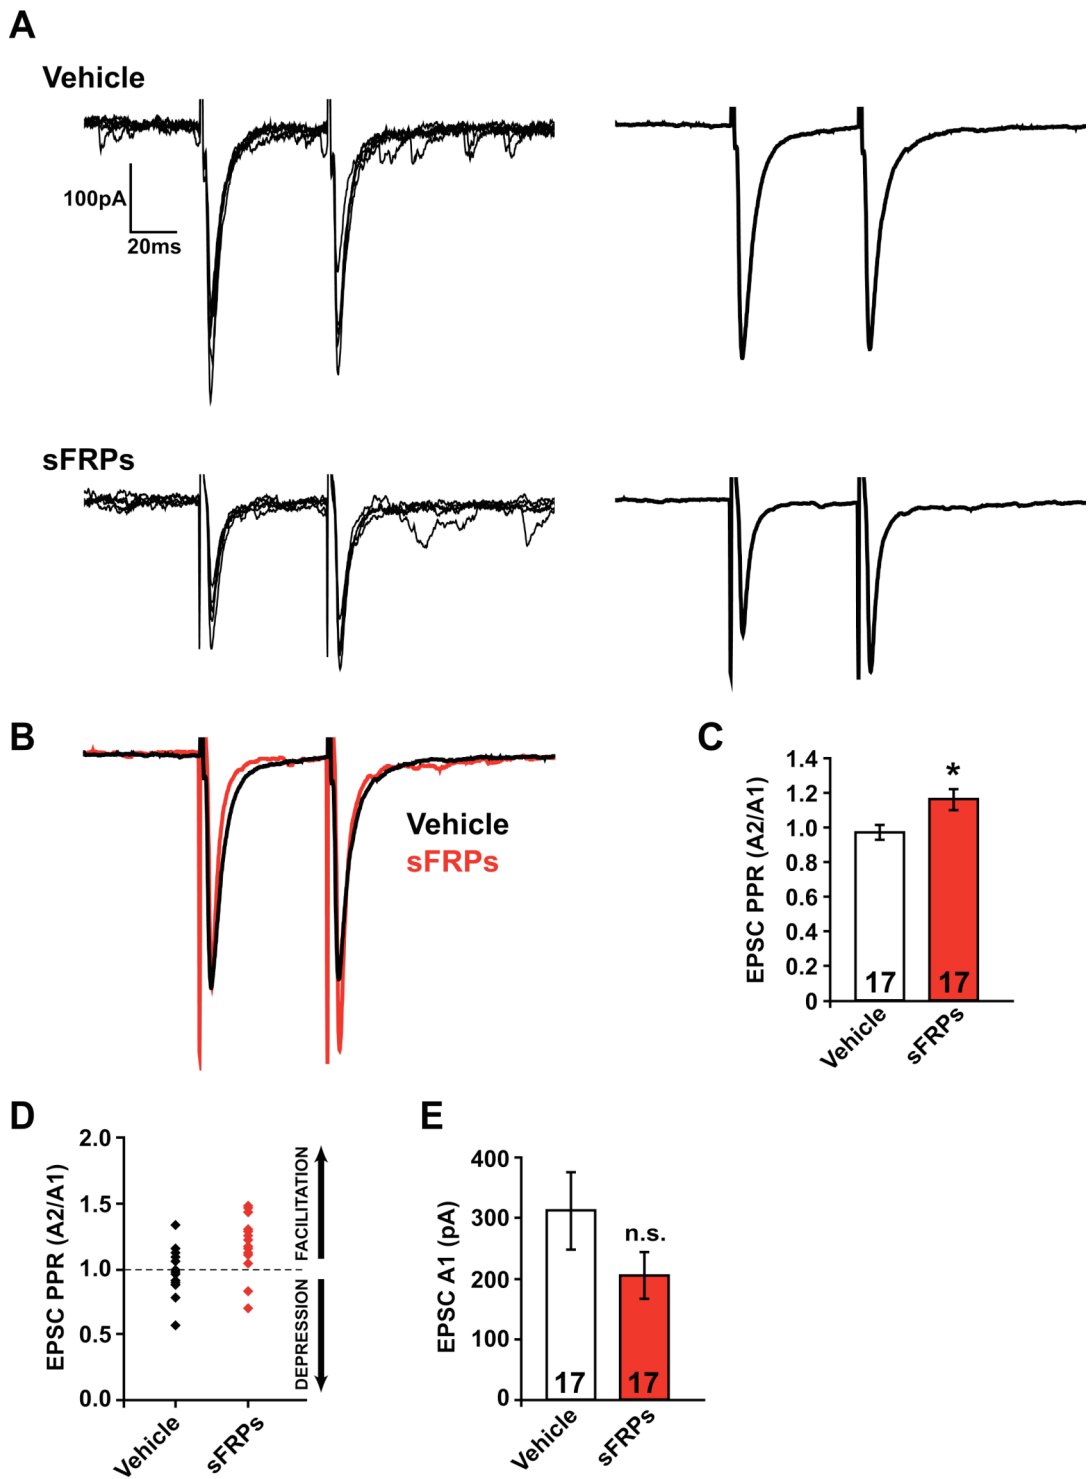 A
Vehicle
100pA
20ms
sFRPs
B
Vehicle
sFRPs
C
EPSC PPR (A2/A1)
1.4
1.2
1.0
0.8
0.6
0.4
0.2
0
*
17
17
Vehicle
sFRPs
D
EPSC PPR (A2/A1)
2.0
1.5
1.0
0.5
0.0
FACILITATION
DEPRESSION
Vehicle
sFRPs
E
EPSC A1 (pA)
400
300
200
100
0
n.s.
17
17
Vehicle
sFRPs